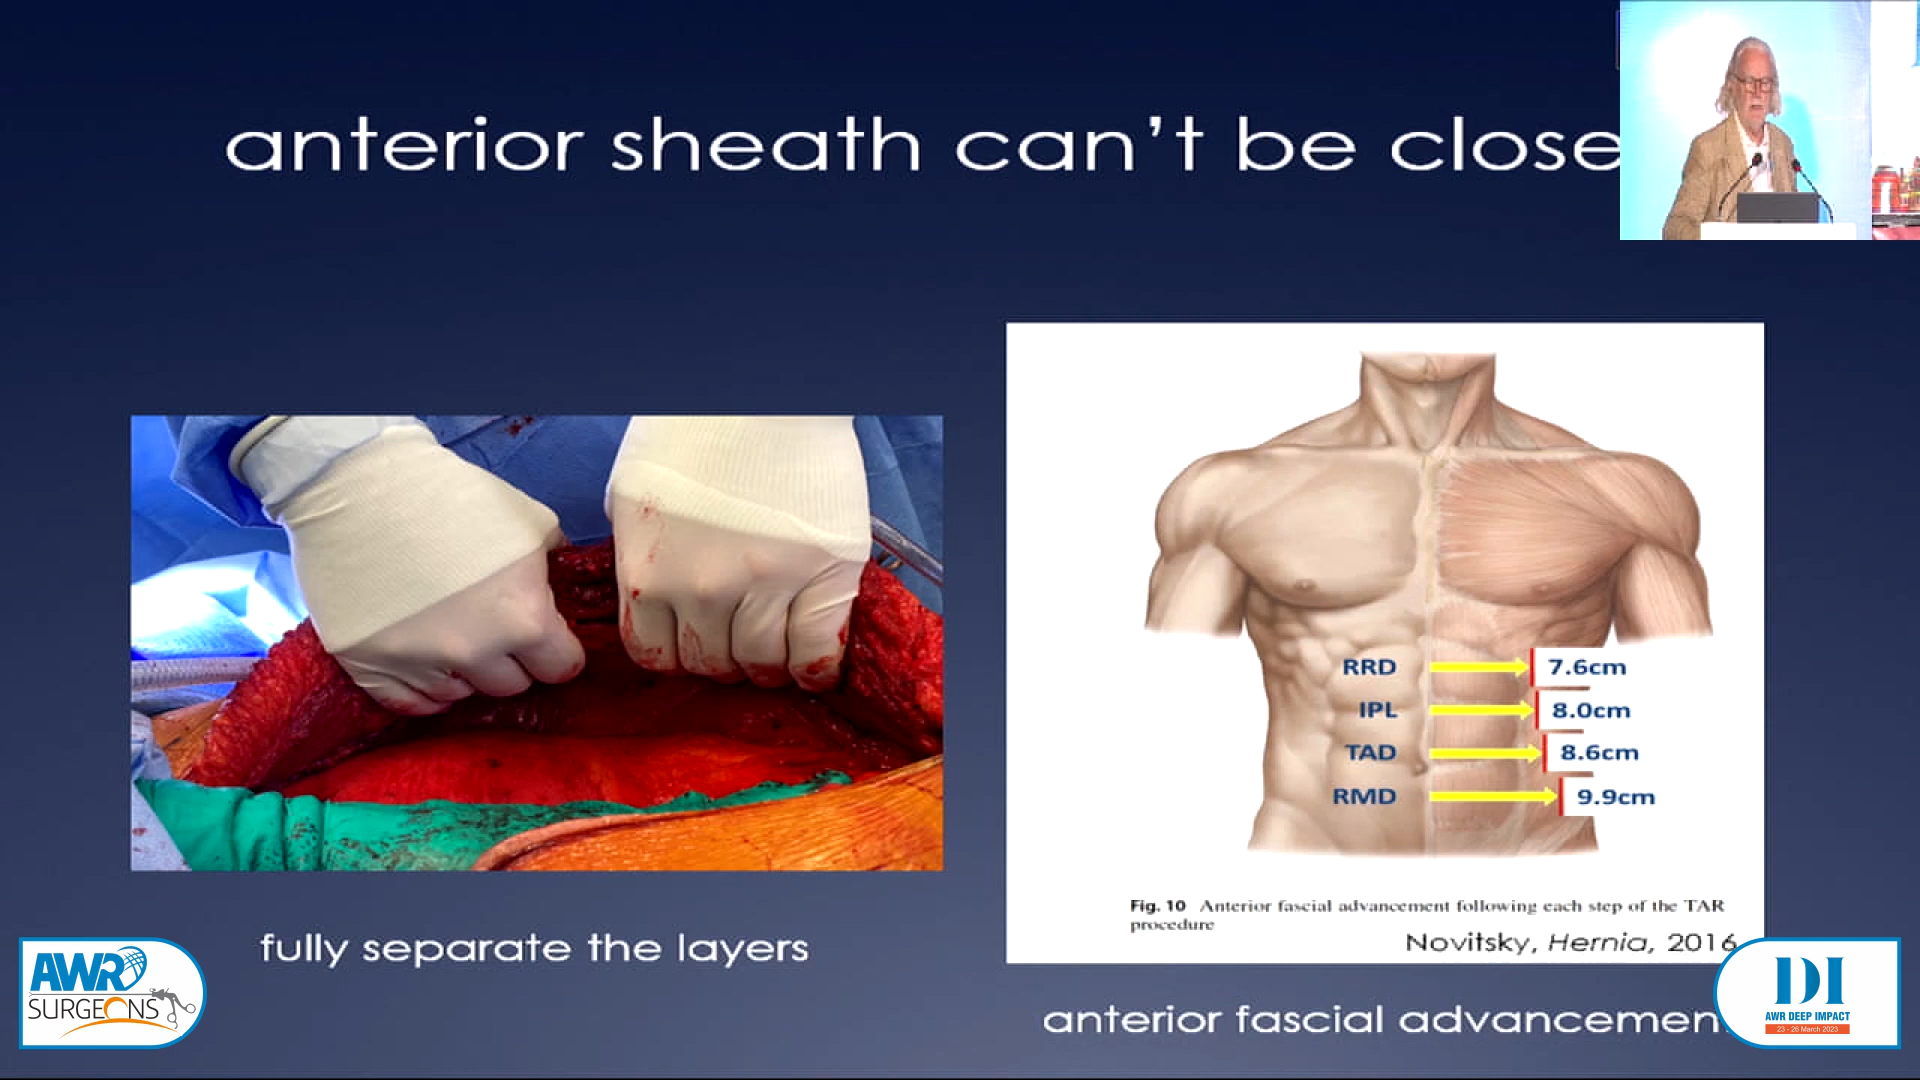 anterior sheath can't be close
RRD 7.6cm
IPL 8.0cm
TAD 8.6cm
RMD 9.9cm
Fig. 10 Anterior fascial advancement following each step of the TAR
procedure
Novitsky, Hernia, 2016
fully separate the layers
anterior fascial advancemen
AWR
SURGEONS
DI
AWR DEEP IMPACT
23 - 26 March 2023